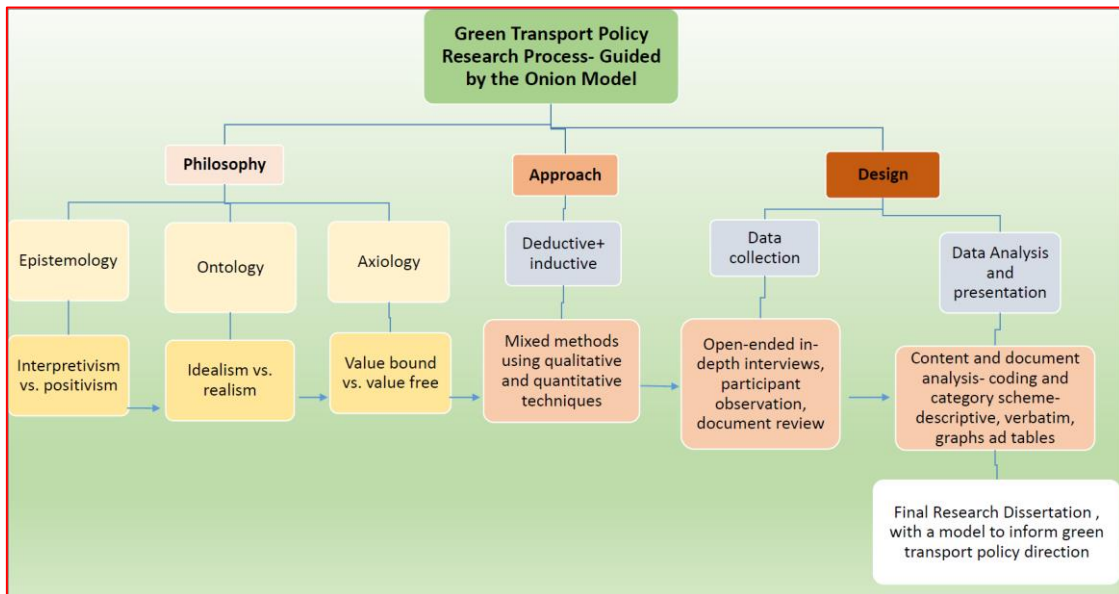 Green Transport Policy
Research Process- Guided
by the Onion Model
Philosophy
Approach
Design
Epistemology
Ontology
Axiology
Deductive+
inductive
Data
collection
Data Analysis
and
presentation
Interpretivism
vs. positivism
Idealism vs.
realism
Value bound
vs. value free
Mixed methods
using qualitative
and quantitative
techniques
Open-ended in-
depth interviews,
participant
observation,
document review
Content and document
analysis- coding and
category scheme-
descriptive, verbatim,
graphs ad tables
Final Research Dissertation ,
with a model to inform green
transport policy direction